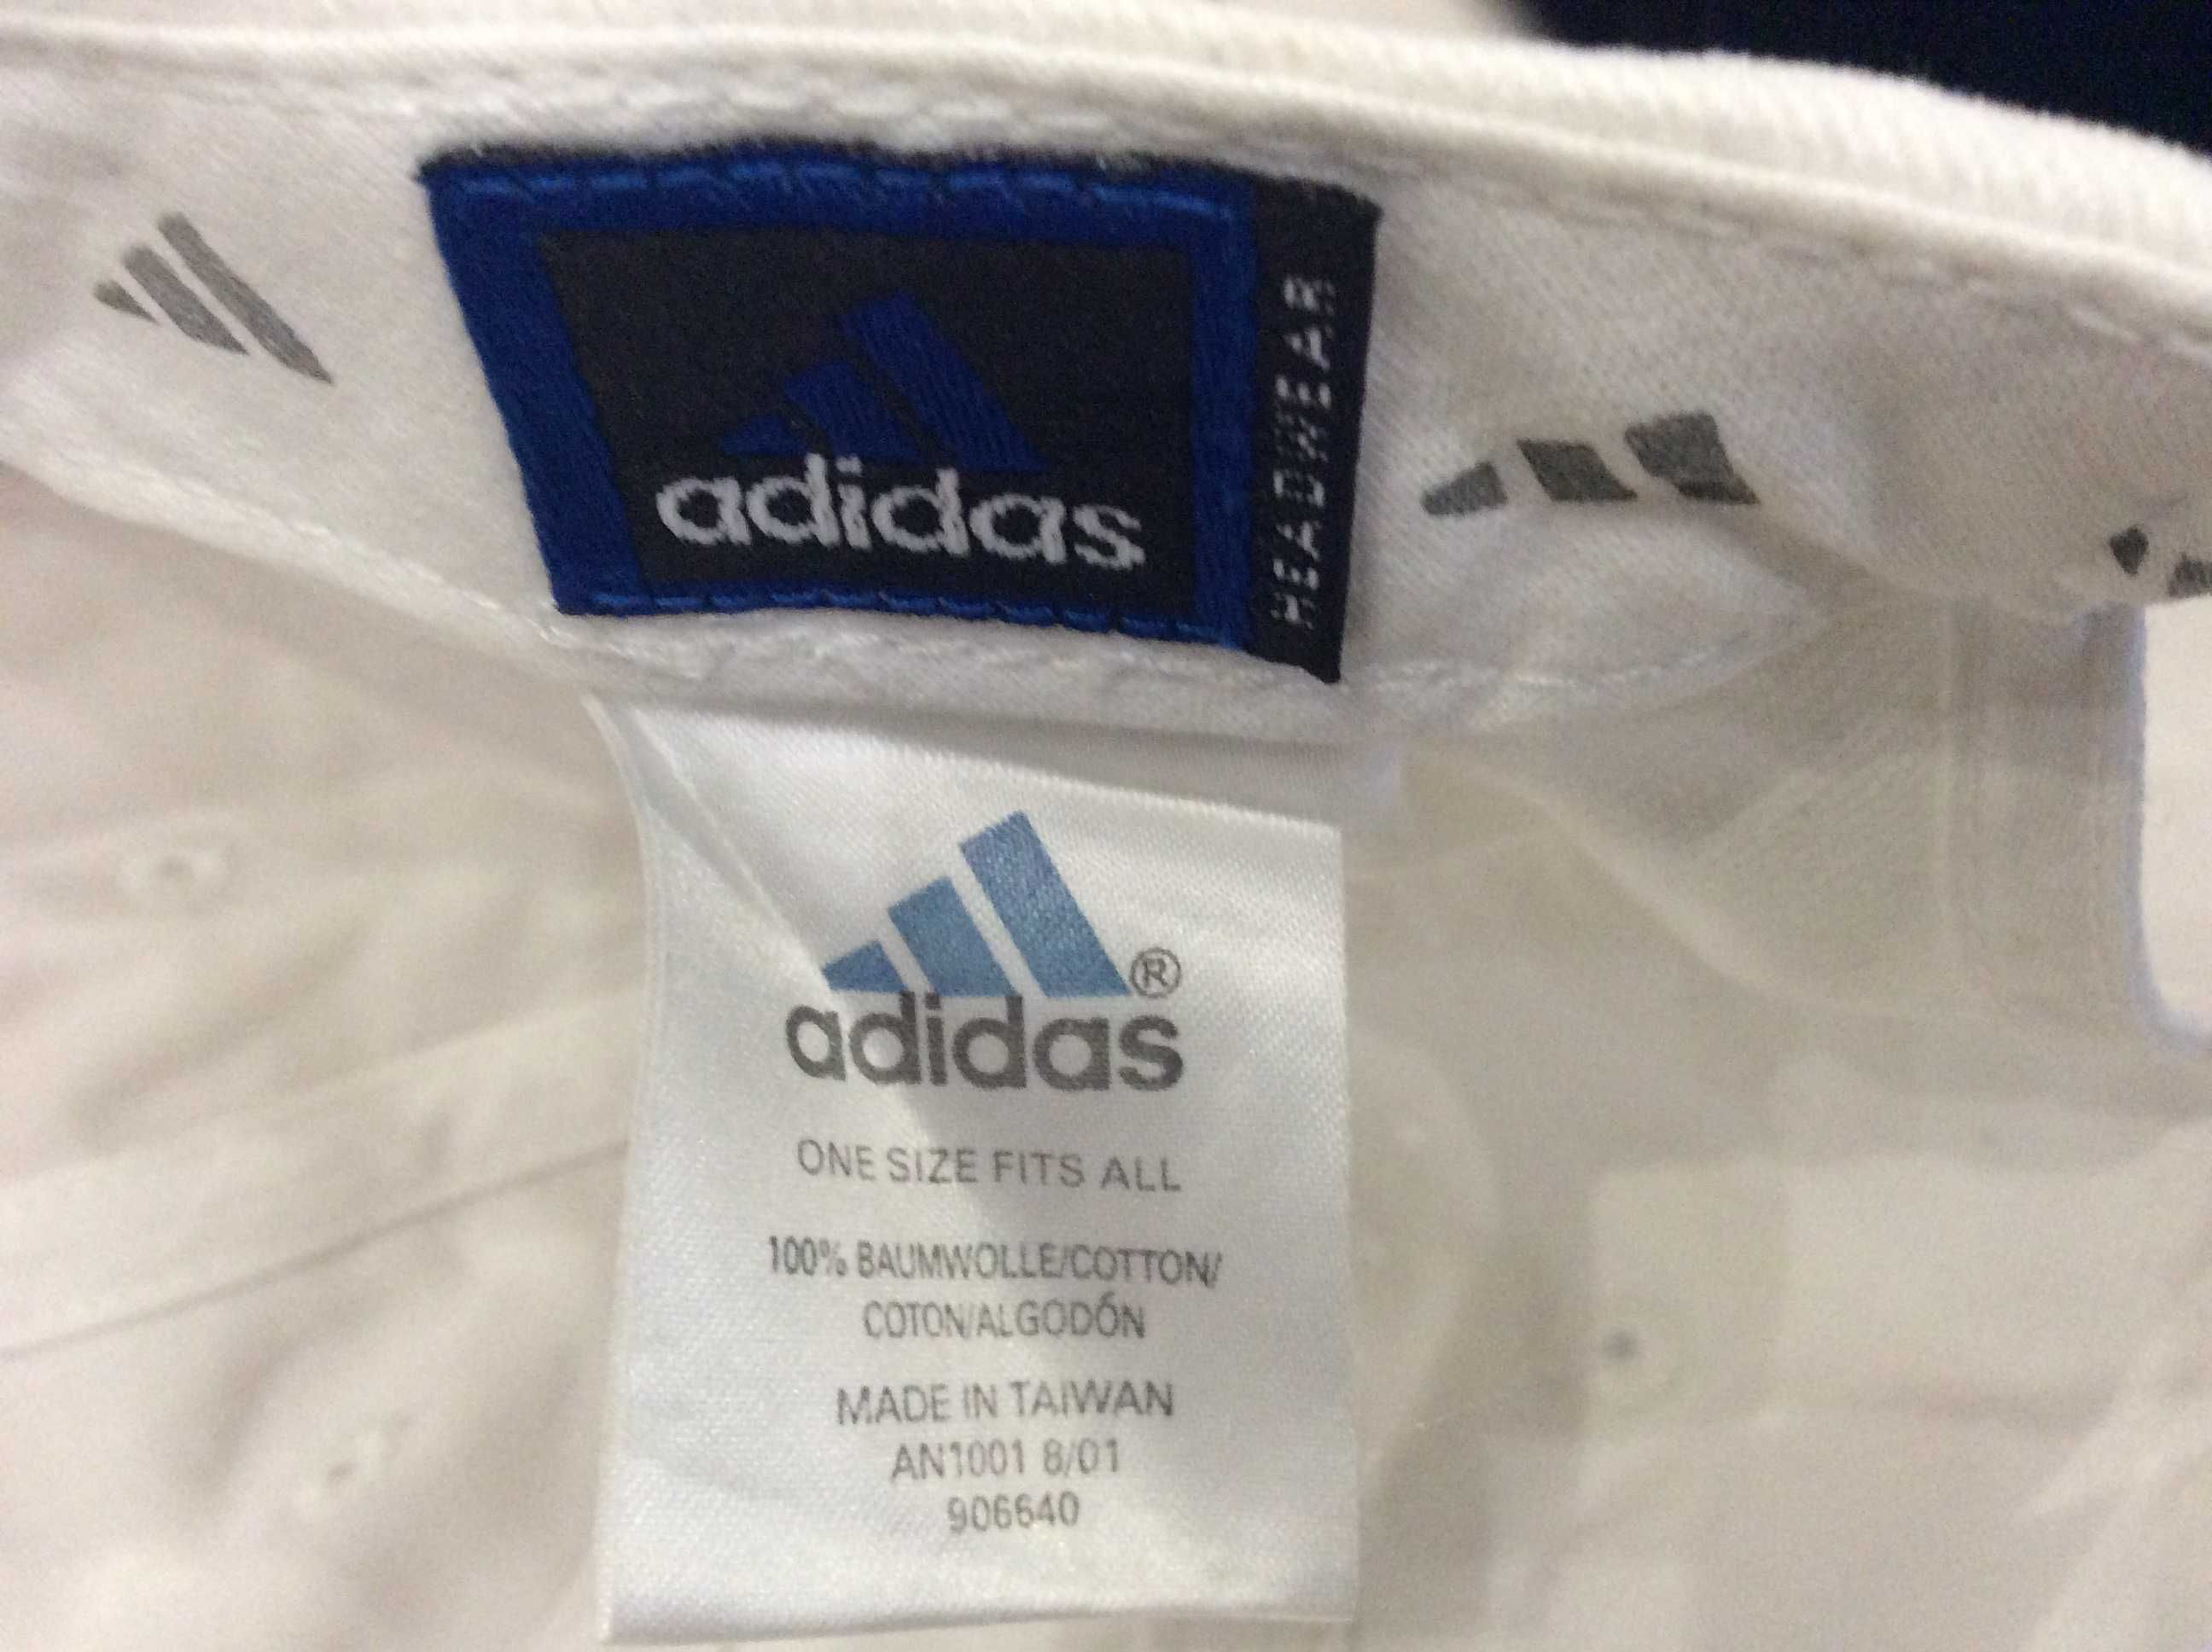 adidas
HEADWEAR
adidas®
ONE SIZE FITS ALL
100% BAUMWOLLE/COTTON/
COTON/ALGODÓN
MADE IN TAIWAN
AN1001 8/01
906640